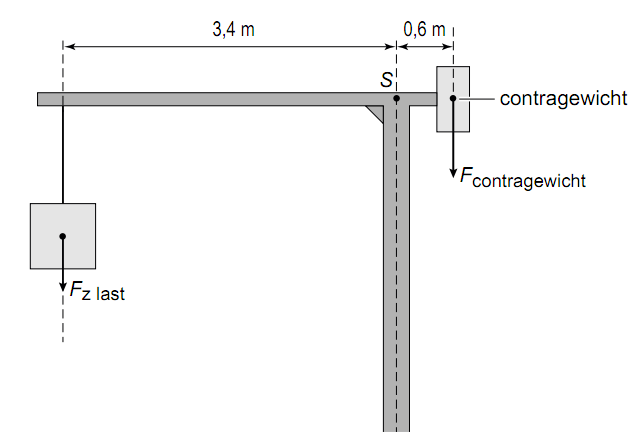 3,4 m
0,6 m
S
contragewicht
Fcontragewicht
Fz last